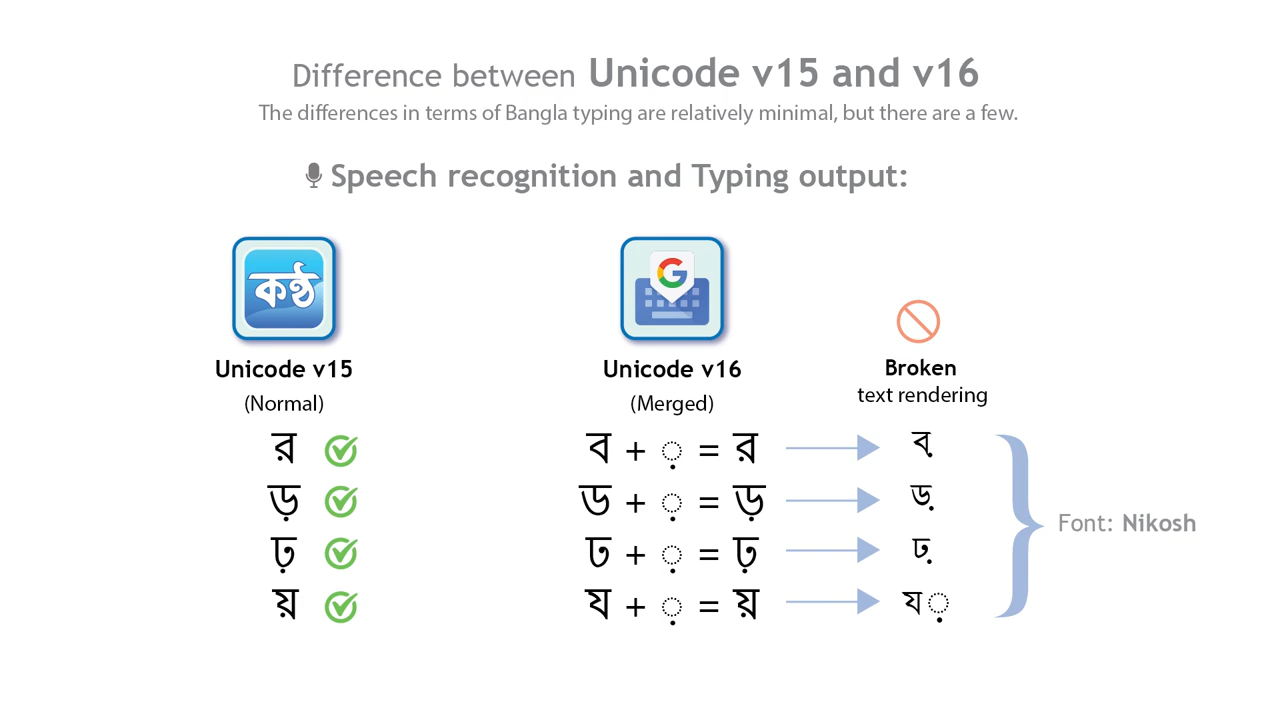 Difference between Unicode v15 and v16
The differences in terms of Bangla typing are relatively minimal, but there are a few.
Speech recognition and Typing output:
কণ্ঠ
G
Unicode v15
(Normal)
Unicode v16
(Merged)
Broken
text rendering
র
ব + ় = র
ব়
ড়
ড + ় = ড়
ড়
ঢ়
ঢ + ় = ঢ়
ঢ়
য়
য + ় = য়
য ়
Font: Nikosh